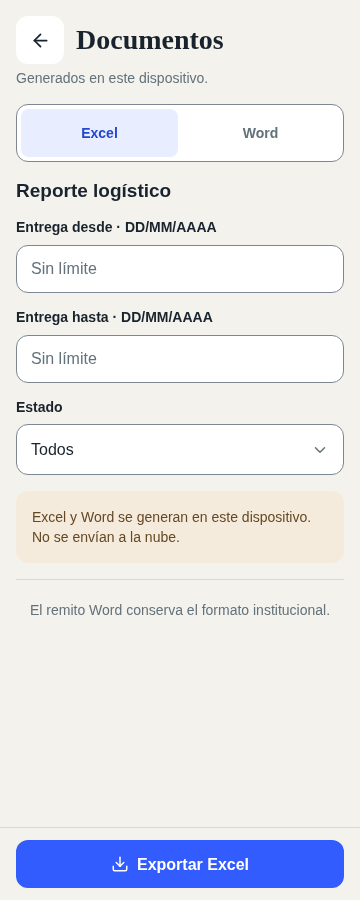 Documentos
Generados en este dispositivo.
Excel
Word
Reporte logístico
Entrega desde · DD/MM/AAAA
Sin límite
Entrega hasta · DD/MM/AAAA
Sin límite
Estado
Todos
Excel y Word se generan en este dispositivo.
No se envían a la nube.
El remito Word conserva el formato institucional.
Exportar Excel